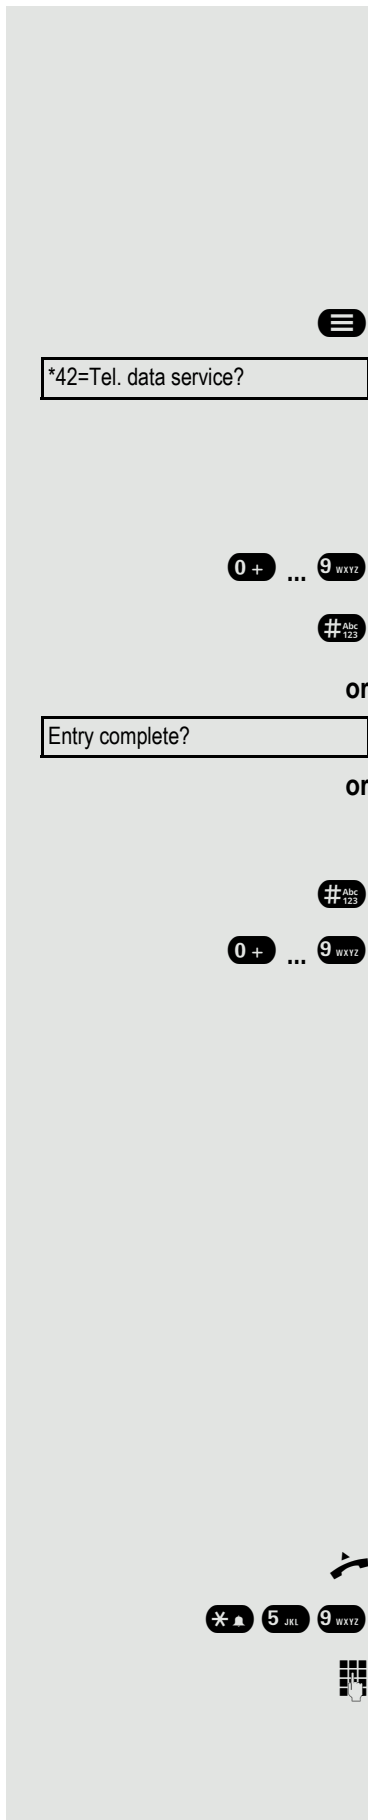 *42=Tel. data service?
0 + ... 9 WXYZ
# Abc 123
or
Entry complete?
or
# Abc 123
0 + ... 9 WXYZ
* 5 JKL 9 WXYZ